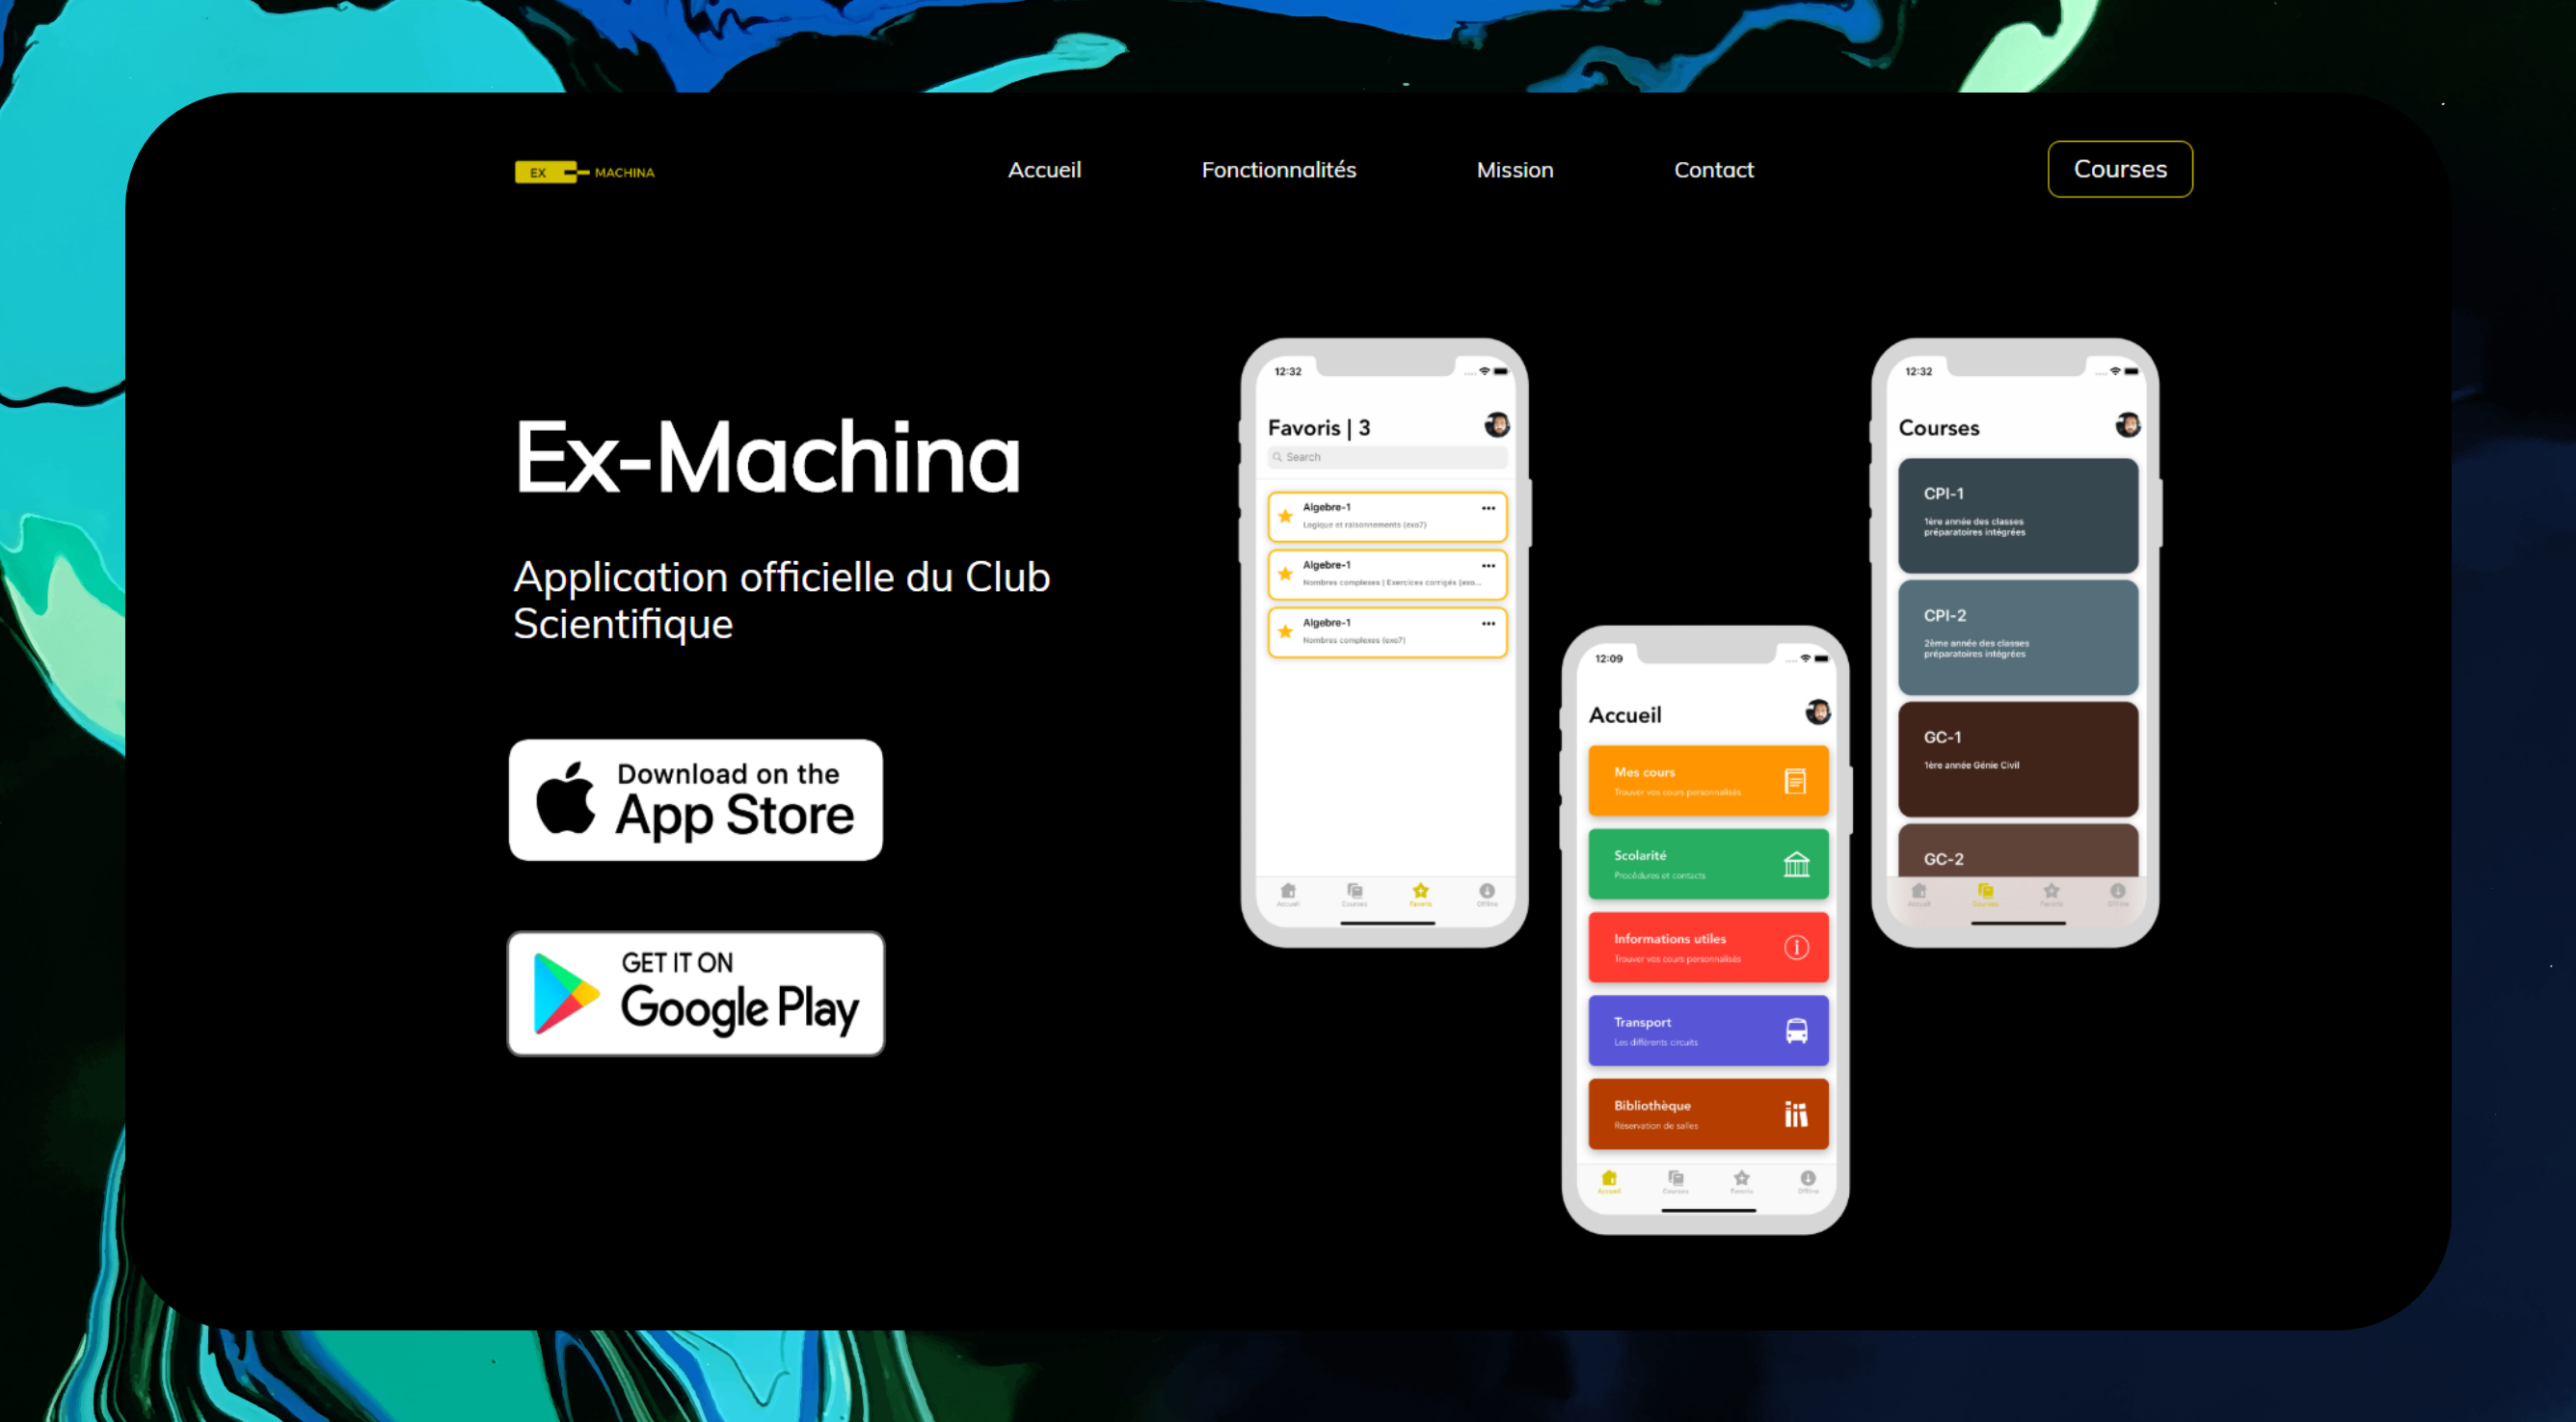 EX MACHINA
Accueil
Fonctionnalités
Mission
Contact
Courses
Ex-Machina
Application officielle du Club
Scientifique
Download on the
App Store
GET IT ON
Google Play
12:32
Favoris | 3
Search
Algebre-1
Logique et raisonnements (exo7)
Algebre-1
Nombres complexes | Exercices corrigés (exo...
Algebre-1
Nombres complexes (exo7)
Accueil
Courses
Favoris
Offline
12:09
Accueil
Mes cours
Trouver vos cours personnalisés
Scolarité
Procédures et contacts
Informations utiles
Trouver vos cours personnalisés
Transport
Les différents circuits
Bibliothèque
Réservation de salles
Accueil
Courses
Favoris
Offline
12:32
Courses
CPI-1
1ère année des classes
préparatoires intégrées
CPI-2
2ème année des classes
préparatoires intégrées
GC-1
1ère année Génie Civil
GC-2
Accueil
Courses
Favoris
Offline